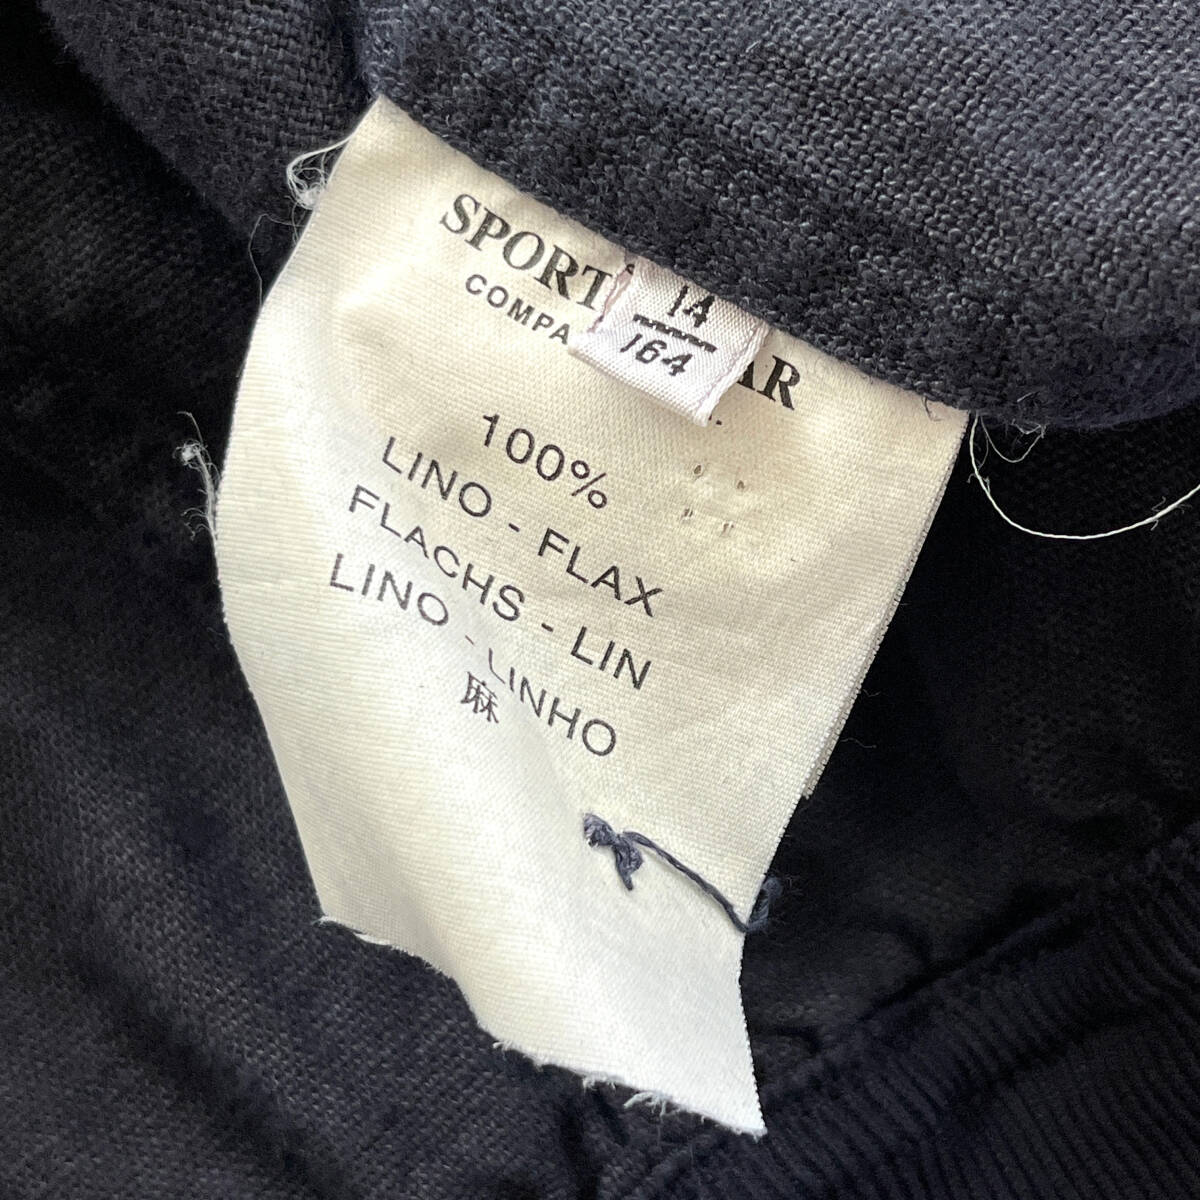 SPORT AR
COMPA
14
164
100%
LINO - FLAX
FLACHS - LIN
LINO - LINHO
麻